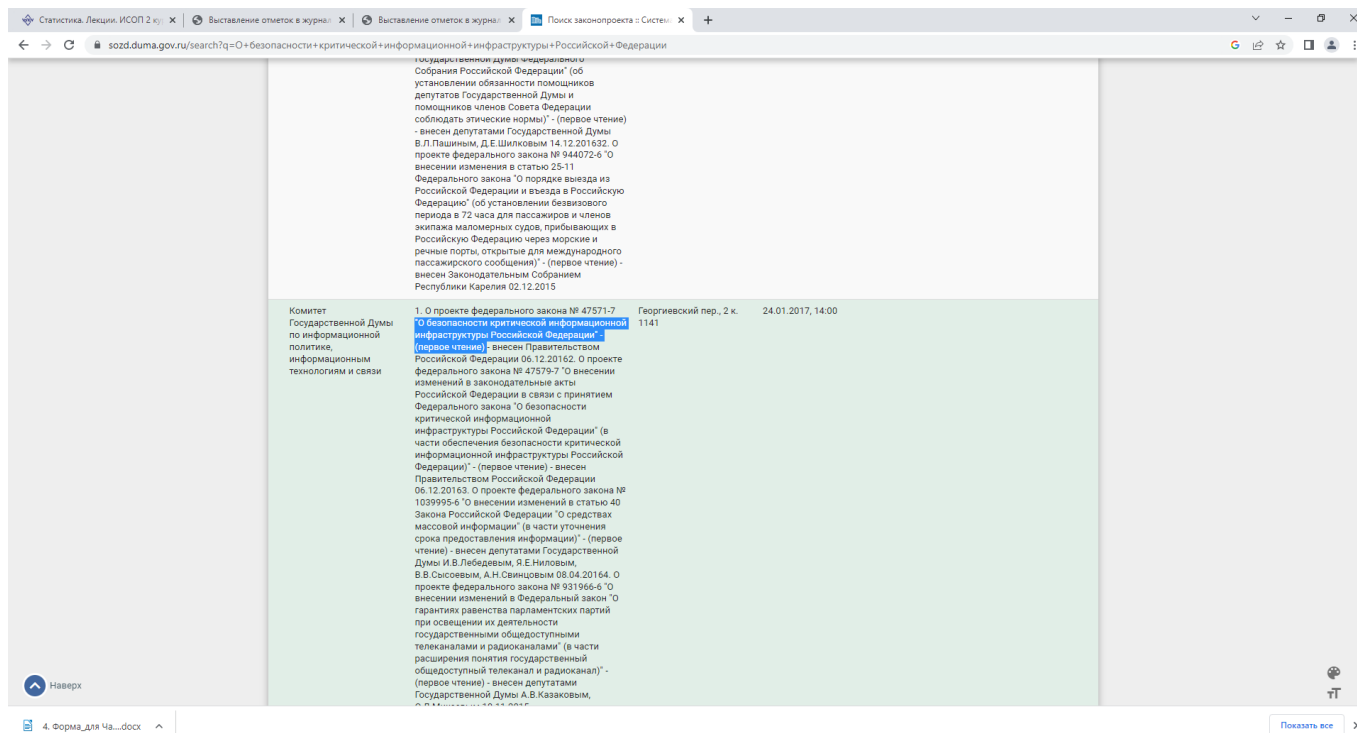 Статистика. Лекции. ИСОП 2 ку
Выставление отметок в журнал
Выставление отметок в журнал
Поиск законопроекта :: Систем
sozd.duma.gov.ru/search?q=О+безопасности+критической+информационной+инфраструктуры+Российской+Федерации
Государственной Думы Федерального
Собрания Российской Федерации" (об
установлении обязанности помощников
депутатов Государственной Думы и
помощников членов Совета Федерации
соблюдать этические нормы)" - (первое чтение)
- внесен депутатами Государственной Думы
В.Л.Пашиным, Д.Е.Шилковым 14.12.201632. О
проекте федерального закона № 944072-6 "О
внесении изменения в статью 25-11
Федерального закона "О порядке выезда из
Российской Федерации и въезда в Российскую
Федерацию" (об установлении безвизового
периода в 72 часа для пассажиров и членов
экипажа маломерных судов, прибывающих в
Российскую Федерацию через морские и
речные порты, открытые для международного
пассажирского сообщения)" - (первое чтение) -
внесен Законодательным Собранием
Республики Карелия 02.12.2015
Комитет
Государственной Думы
по информационной
политике,
информационным
технологиям и связи
1. О проекте федерального закона № 47571-7
"О безопасности критической информационной
инфраструктуры Российской Федерации" -
(первое чтение) - внесен Правительством
Российской Федерации 06.12.20162. О проекте
федерального закона № 47579-7 "О внесении
изменений в законодательные акты
Российской Федерации в связи с принятием
Федерального закона "О безопасности
критической информационной
инфраструктуры Российской Федерации" (в
части обеспечения безопасности критической
информационной инфраструктуры Российской
Федерации)" - (первое чтение) - внесен
Правительством Российской Федерации
06.12.20163. О проекте федерального закона №
1039995-6 "О внесении изменений в статью 40
Закона Российской Федерации "О средствах
массовой информации" (в части уточнения
срока предоставления информации)" - (первое
чтение) - внесен депутатами Государственной
Думы И.В.Лебедевым, Я.Е.Ниловым,
В.В.Сысоевым, А.Н.Свинцовым 08.04.20164. О
проекте федерального закона № 931966-6 "О
внесении изменений в Федеральный закон "О
гарантиях равенства парламентских партий
при освещении их деятельности
государственными общедоступными
телеканалами и радиоканалами" (в части
расширения понятия государственный
общедоступный телеканал и радиоканал)" -
(первое чтение) - внесен депутатами
Государственной Думы А.В.Казаковым,
Георгиевский пер., 2 к.
1141
24.01.2017, 14:00
Наверх
тТ
4. Форма_для Ча....docx
Показать все